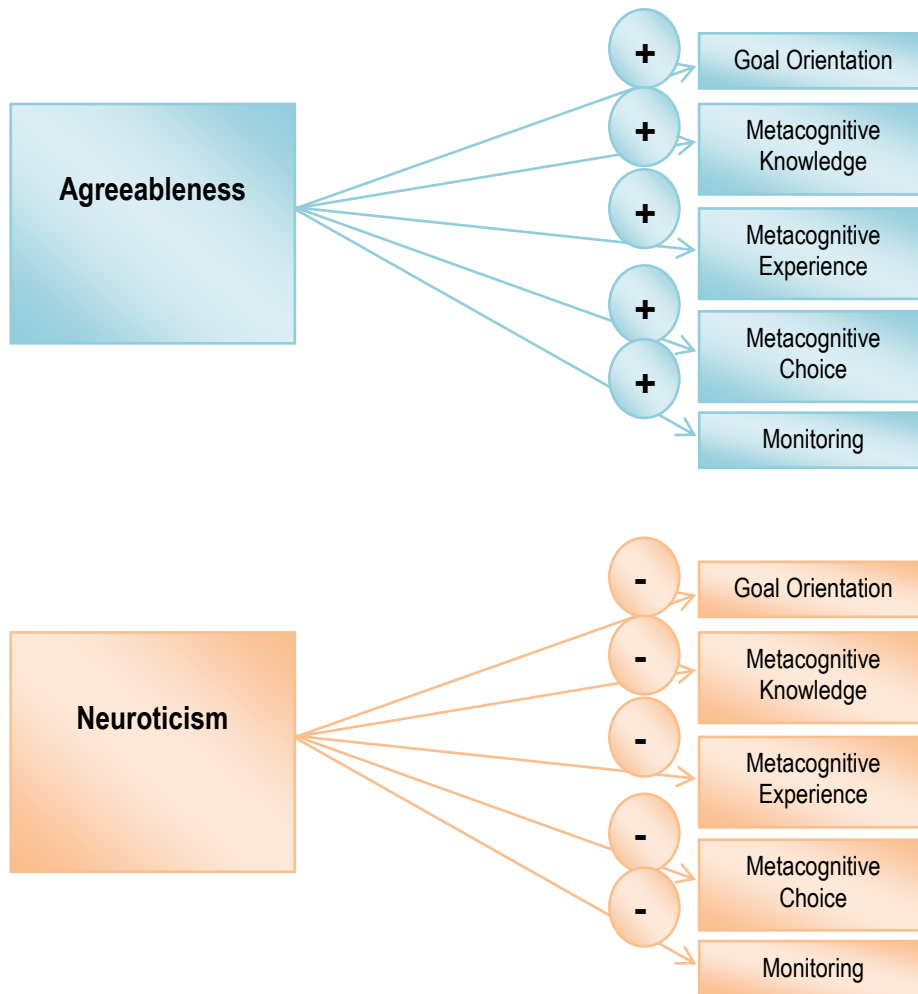 +
Goal Orientation
+
Metacognitive
Knowledge
Agreeableness
+
Metacognitive
Experience
+
Metacognitive
Choice
+
Monitoring
-
Goal Orientation
-
Metacognitive
Knowledge
Neuroticism
-
Metacognitive
Experience
-
Metacognitive
Choice
-
Monitoring